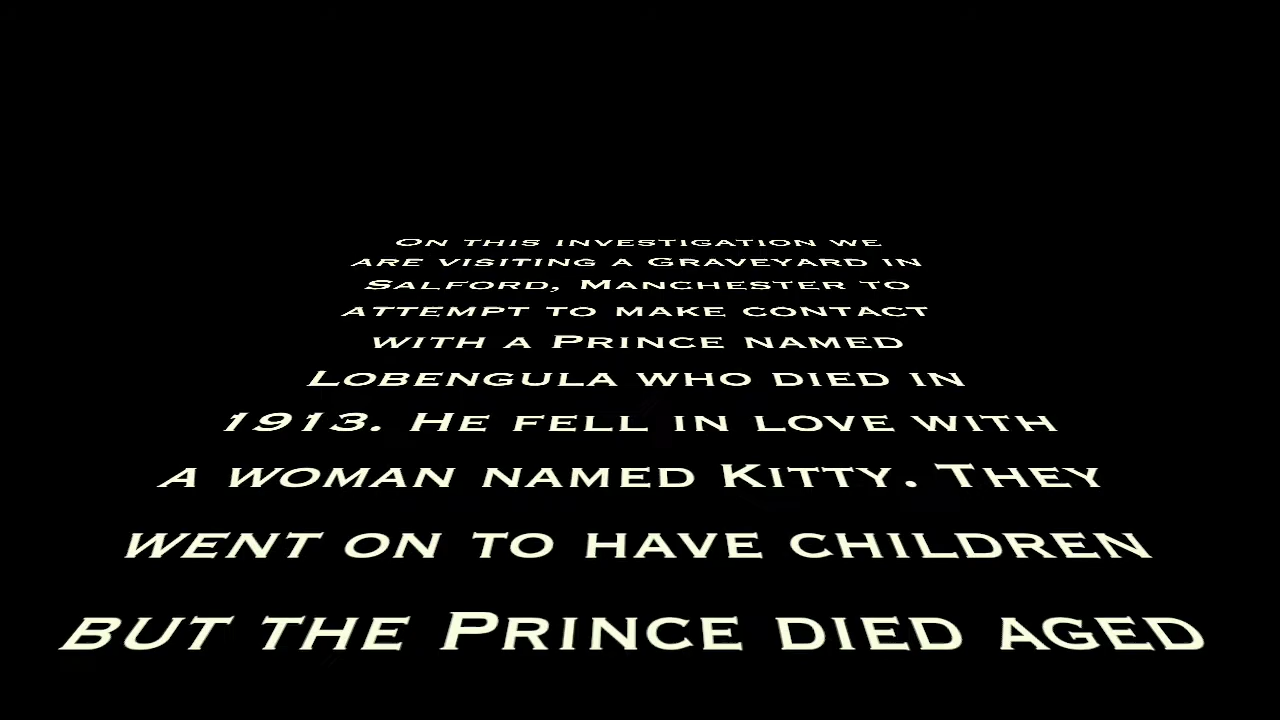 On this investigation we
are visiting a Graveyard in
Salford, Manchester to
attempt to make contact
with a Prince named
Lobengula who died in
1913. He fell in love with
a woman named Kitty. They
went on to have children
but the Prince died aged